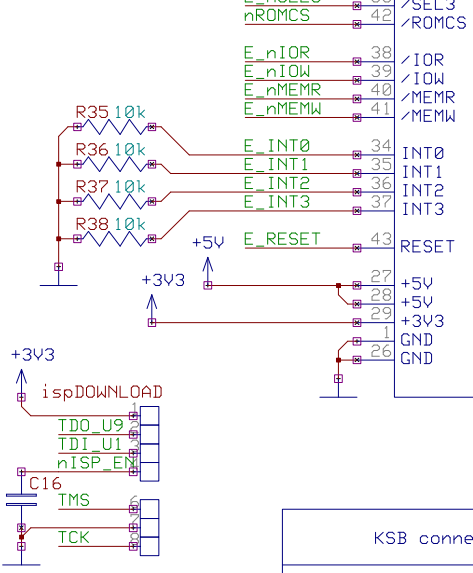 /SEL3
nROMCS 42 /ROMCS
E_nIOR 38 /IOR
E_nIOW 39 /IOW
E_nMEMR 40 /MEMR
E_nMEMW 41 /MEMW
R35 10k
E_INT0 34 INT0
R36 10k
E_INT1 35 INT1
R37 10k
E_INT2 36 INT2
R38 10k
E_INT3 37 INT3
E_RESET 43 RESET
+5V
27 +5V
28 +5V
+3V3
29 +3V3
1 GND
26 GND
+3V3
ispDOWNLOAD
1
TDO_U9
TDI_U1
nISP_EN
C16
TMS 6
TCK 8
KSB conne